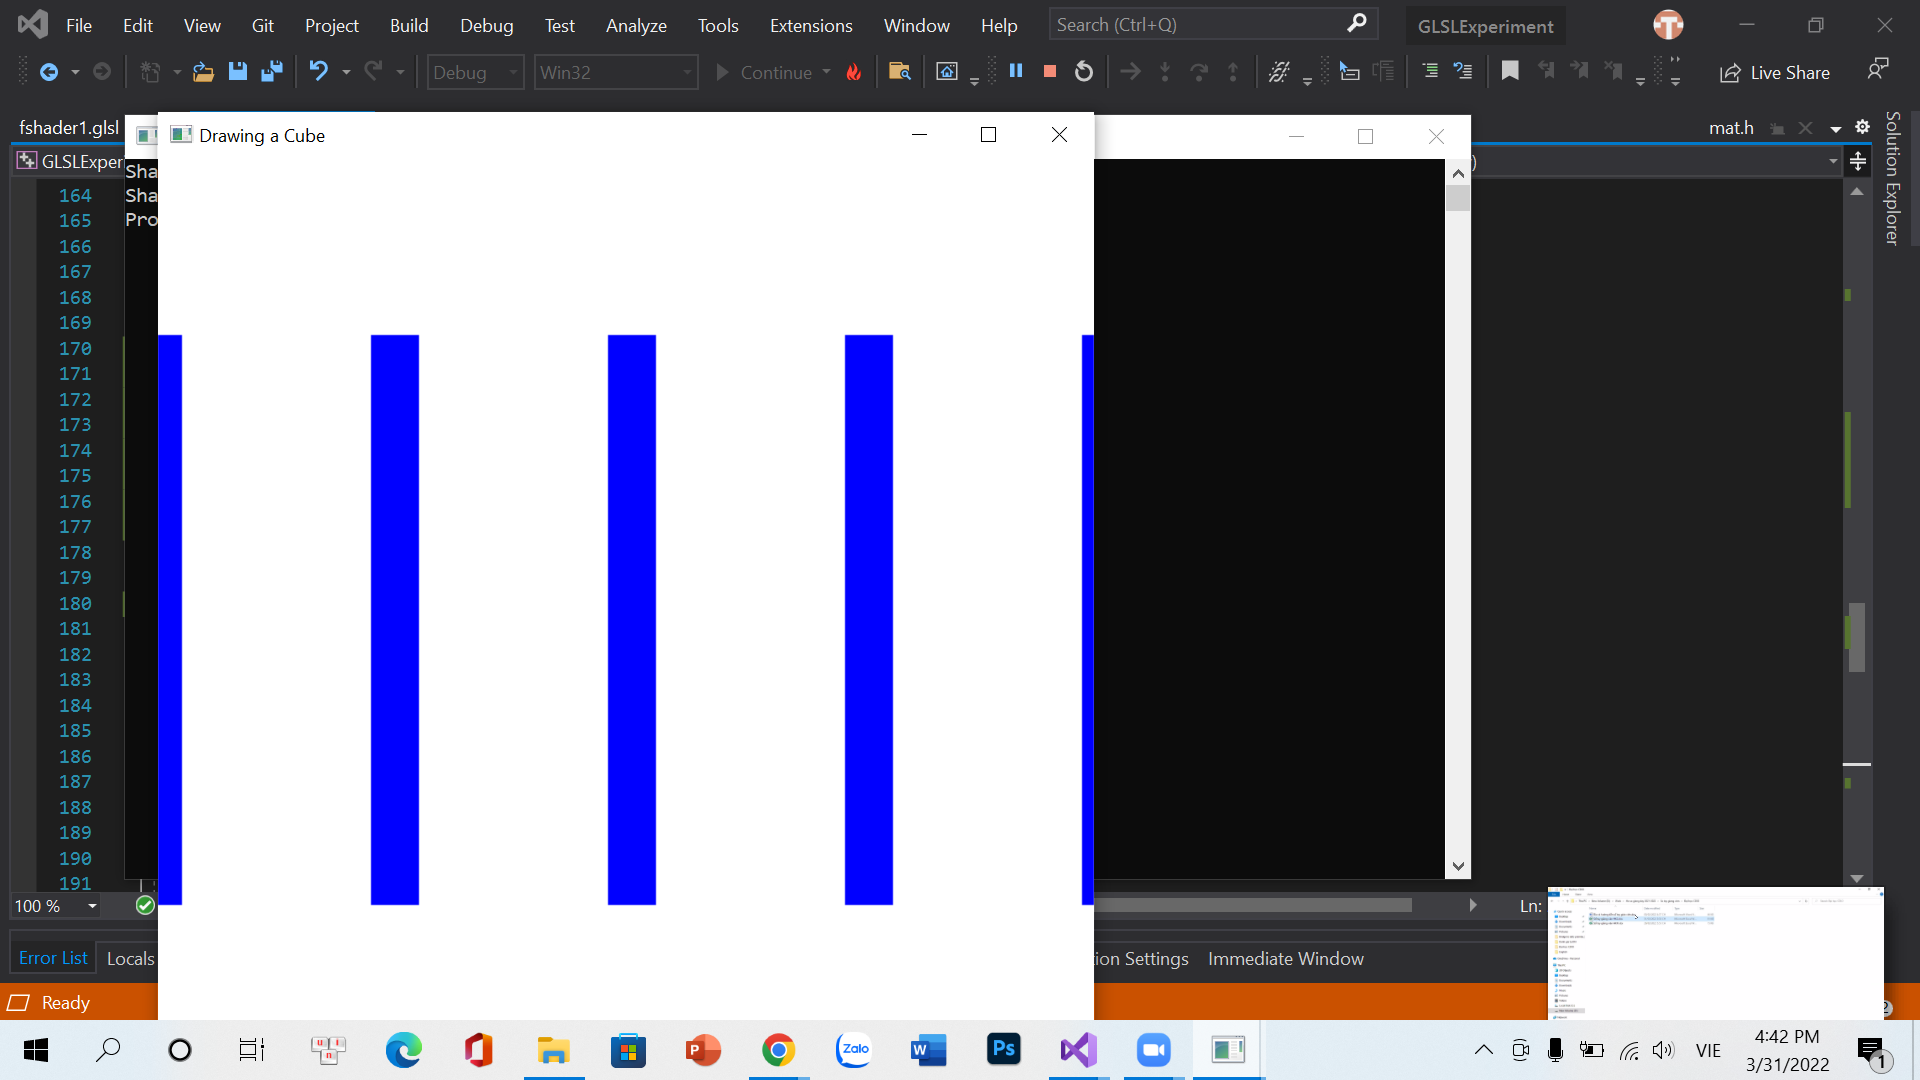 File Edit View Git Project Build Debug Test Analyze Tools Extensions Window Help Search (Ctrl+Q) GLSLExperiment
Debug Win32 Continue Live Share
fshader1.glsl mat.h
Drawing a Cube
GLSLExper )
Sha
Sha
Pro
164
165
166
167
168
169
170
171
172
173
174
175
176
177
178
179
180
181
182
183
184
185
186
187
188
189
190
191
Solution Explorer
100 % Ln:
Error List Locals ion Settings Immediate Window
Ready
U I n
P Zalo W Ps
VIE 4:42 PM
3/31/2022 1